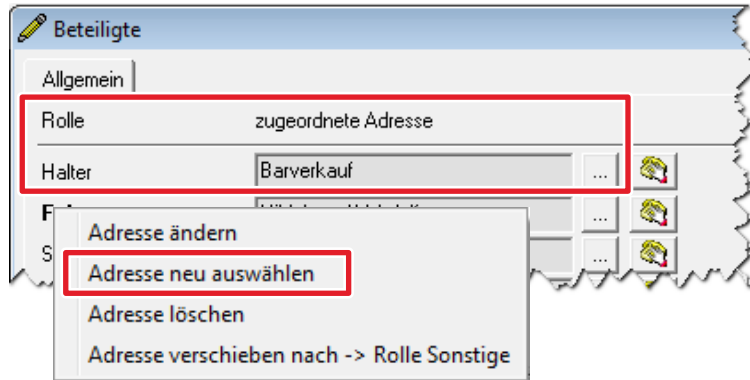 Beteiligte
Allgemein
Rolle zugeordnete Adresse
Halter Barverkauf ...
F ...
S ...
Adresse ändern
Adresse neu auswählen
Adresse löschen
Adresse verschieben nach -> Rolle Sonstige